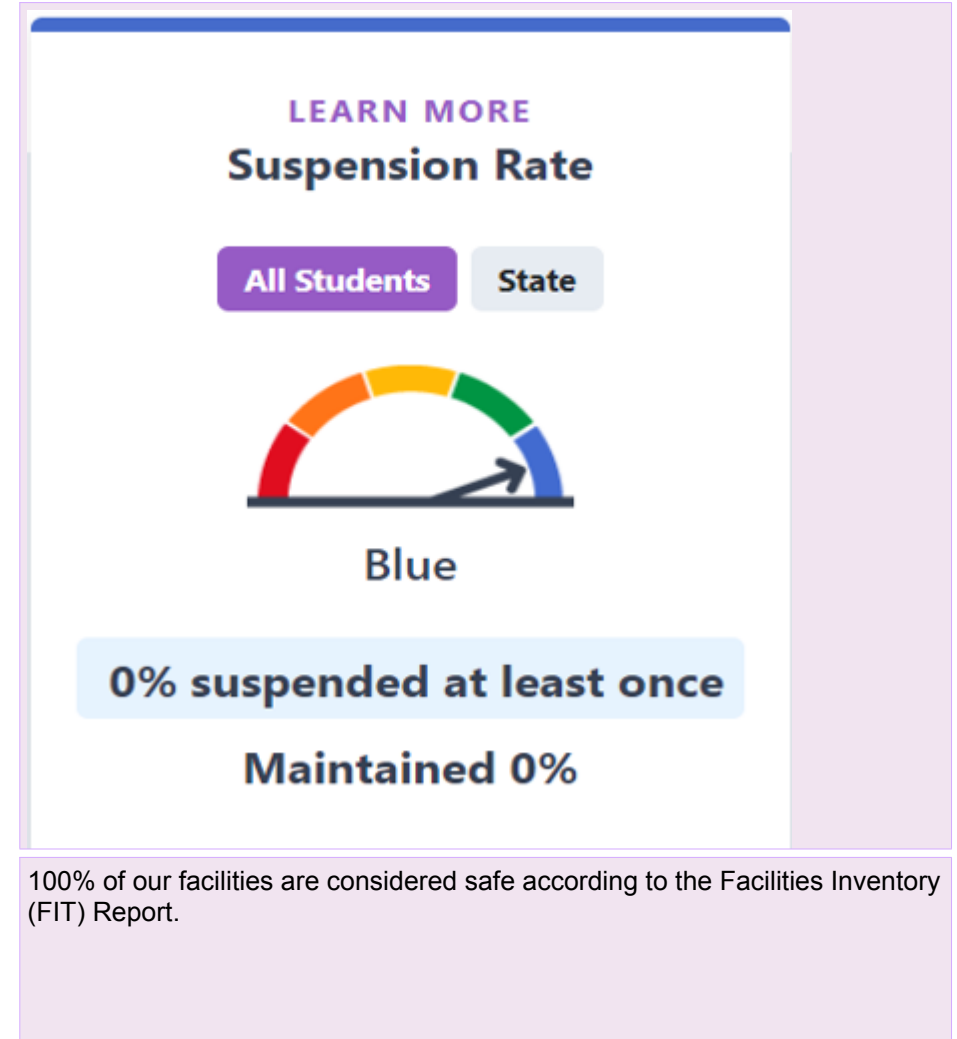 LEARN MORE
Suspension Rate
All Students State
Blue
0% suspended at least once
Maintained 0%
100% of our facilities are considered safe according to the Facilities Inventory
(FIT) Report.